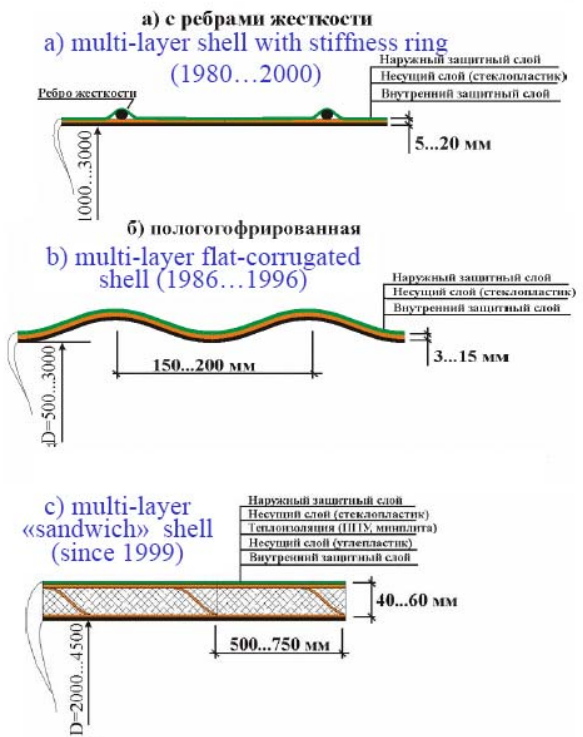 а) с ребрами жесткости
a) multi-layer shell with stiffness ring
(1980…2000)
Наружный защитный слой
Несущий слой (стеклопластик)
Внутренний защитный слой
Ребро жесткости
5...20 мм
1000...3000
б) пологогофрированная
b) multi-layer flat-corrugated
shell (1986…1996)
Наружный защитный слой
Несущий слой (стеклопластик)
Внутренний защитный слой
150...200 мм
3...15 мм
D=500...3000
c) multi-layer
«sandwich» shell
(since 1999)
Наружный защитный слой
Несущий слой (стеклопластик)
Теплоизоляция (ППУ, минплита)
Несущий слой (углепластик)
Внутренний защитный слой
40...60 мм
500...750 мм
D=2000...4500